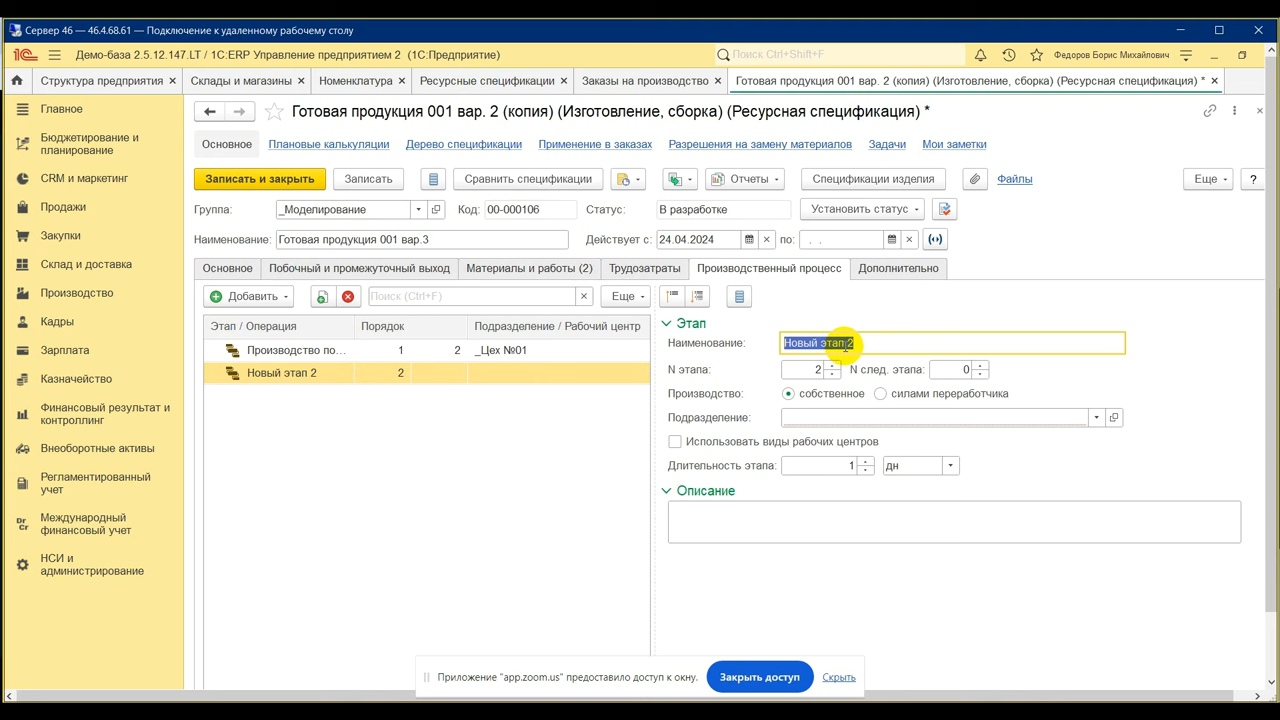 Сервер 46 — 46.4.68.61 — Подключение к удаленному рабочему столу
Демо-база 2.5.12.147.LT / 1С:ERP Управление предприятием 2 (1С:Предприятие)
Поиск Ctrl+Shift+F
Федоров Борис Михайлович
Структура предприятия
Склады и магазины
Номенклатура
Ресурсные спецификации
Заказы на производство
Готовая продукция 001 вар. 2 (копия) (Изготовление, сборка) (Ресурсная спецификация) *
Главное
Бюджетирование и
планирование
CRM и маркетинг
Продажи
Закупки
Склад и доставка
Производство
Кадры
Зарплата
Казначейство
Финансовый результат и
контроллинг
Внеоборотные активы
Регламентированный
учет
Международный
финансовый учет
НСИ и
администрирование
Готовая продукция 001 вар. 2 (копия) (Изготовление, сборка) (Ресурсная спецификация) *
Основное Плановые калькуляции Дерево спецификации Применение в заказах Разрешения на замену материалов Задачи Мои заметки
Записать и закрыть Записать Сравнить спецификации Отчеты Спецификации изделия Файлы Еще ?
Группа: _Моделирование Код: 00-000106 Статус: В разработке Установить статус
Наименование: Готовая продукция 001 вар.3 Действует с: 24.04.2024 по: . .
Основное Побочный и промежуточный выход Материалы и работы (2) Трудозатраты Производственный процесс Дополнительно
Добавить Поиск (Ctrl+F) Еще
Этап / Операция Порядок Подразделение / Рабочий центр
Производство по... 1 2 _Цех №01
Новый этап 2 2
Этап
Наименование: Новый этап 2
N этапа: 2 N след. этапа: 0
Производство: собственное силами переработчика
Подразделение:
Использовать виды рабочих центров
Длительность этапа: 1 дн
Описание
Приложение "app.zoom.us" предоставило доступ к окну. Закрыть доступ Скрыть